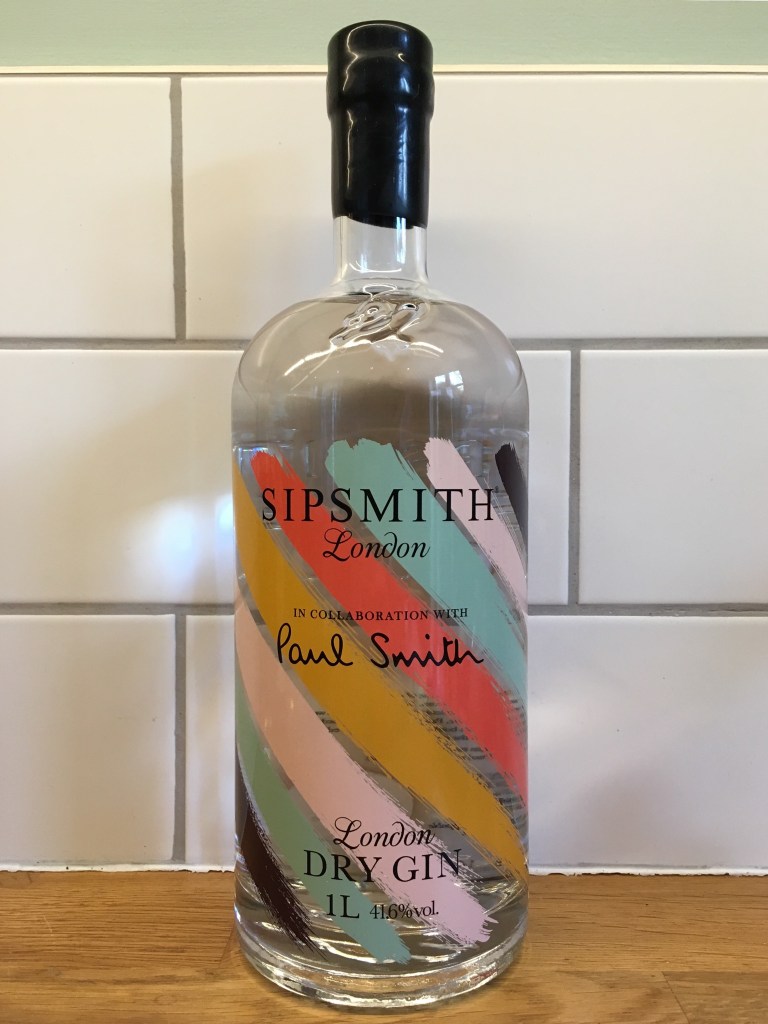 SIPSMITH
London
IN COLLABORATION WITH
Paul Smith
London
DRY GIN
1L 41.6%vol.